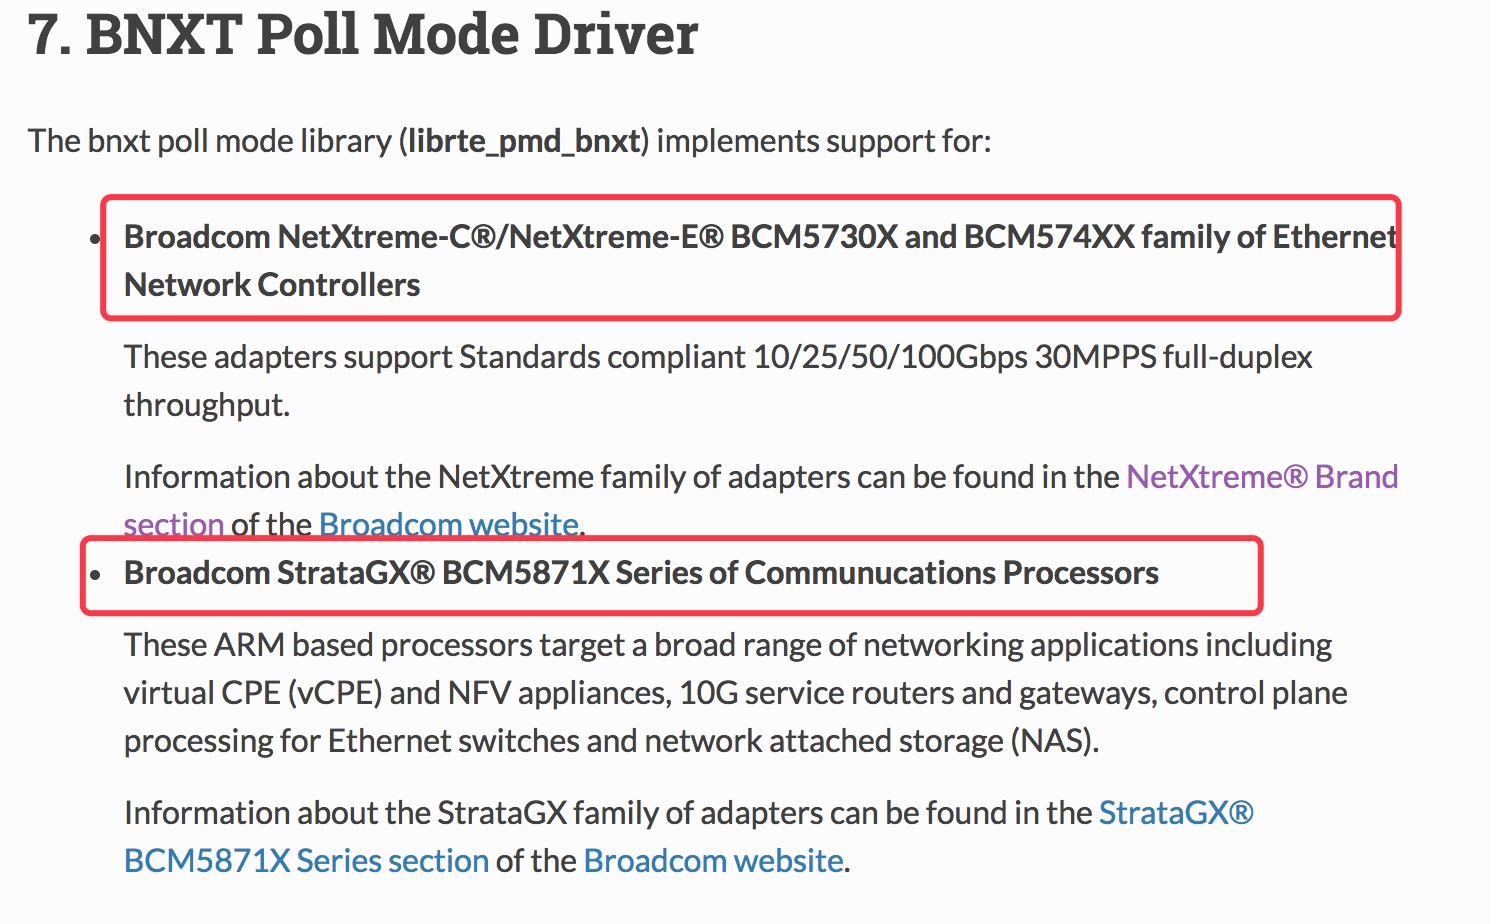 7. BNXT Poll Mode Driver
The bnxt poll mode library (librte_pmd_bnxt) implements support for:
• Broadcom NetXtreme-C®/NetXtreme-E® BCM5730X and BCM574XX family of Ethernet
Network Controllers
These adapters support Standards compliant 10/25/50/100Gbps 30MPPS full-duplex
throughput.
Information about the NetXtreme family of adapters can be found in the NetXtreme® Brand
section of the Broadcom website.
• Broadcom StrataGX® BCM5871X Series of Communucations Processors
These ARM based processors target a broad range of networking applications including
virtual CPE (vCPE) and NFV appliances, 10G service routers and gateways, control plane
processing for Ethernet switches and network attached storage (NAS).
Information about the StrataGX family of adapters can be found in the StrataGX®
BCM5871X Series section of the Broadcom website.